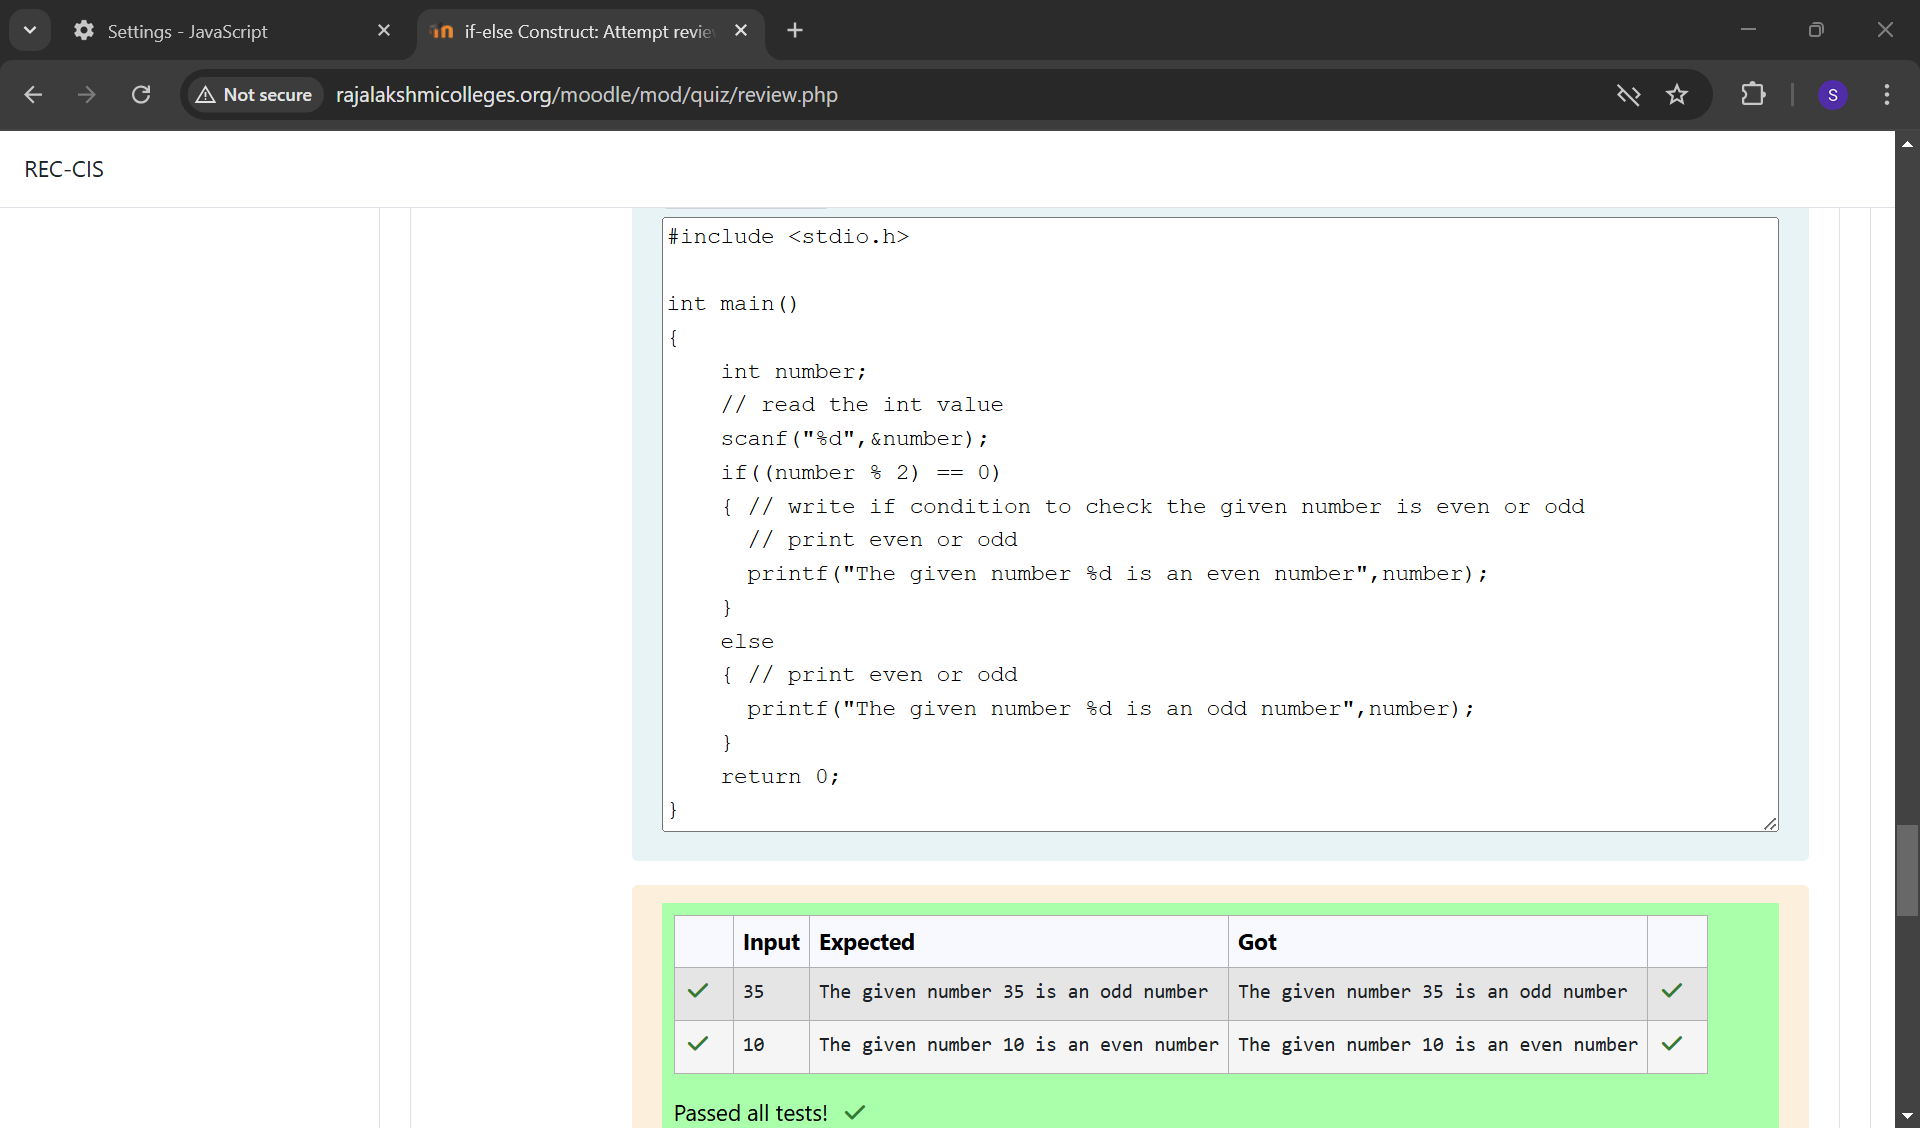 Settings - JavaScript
if-else Construct: Attempt revie
Not secure
rajalakshmicolleges.org/moodle/mod/quiz/review.php
S
REC-CIS
#include <stdio.h>
int main()
{
int number;
// read the int value
scanf("%d",&number);
if((number % 2) == 0)
{ // write if condition to check the given number is even or odd
// print even or odd
printf("The given number %d is an even number",number);
}
else
{ // print even or odd
printf("The given number %d is an odd number",number);
}
return 0;
}
Input Expected Got
35 The given number 35 is an odd number The given number 35 is an odd number
10 The given number 10 is an even number The given number 10 is an even number
Passed all tests!